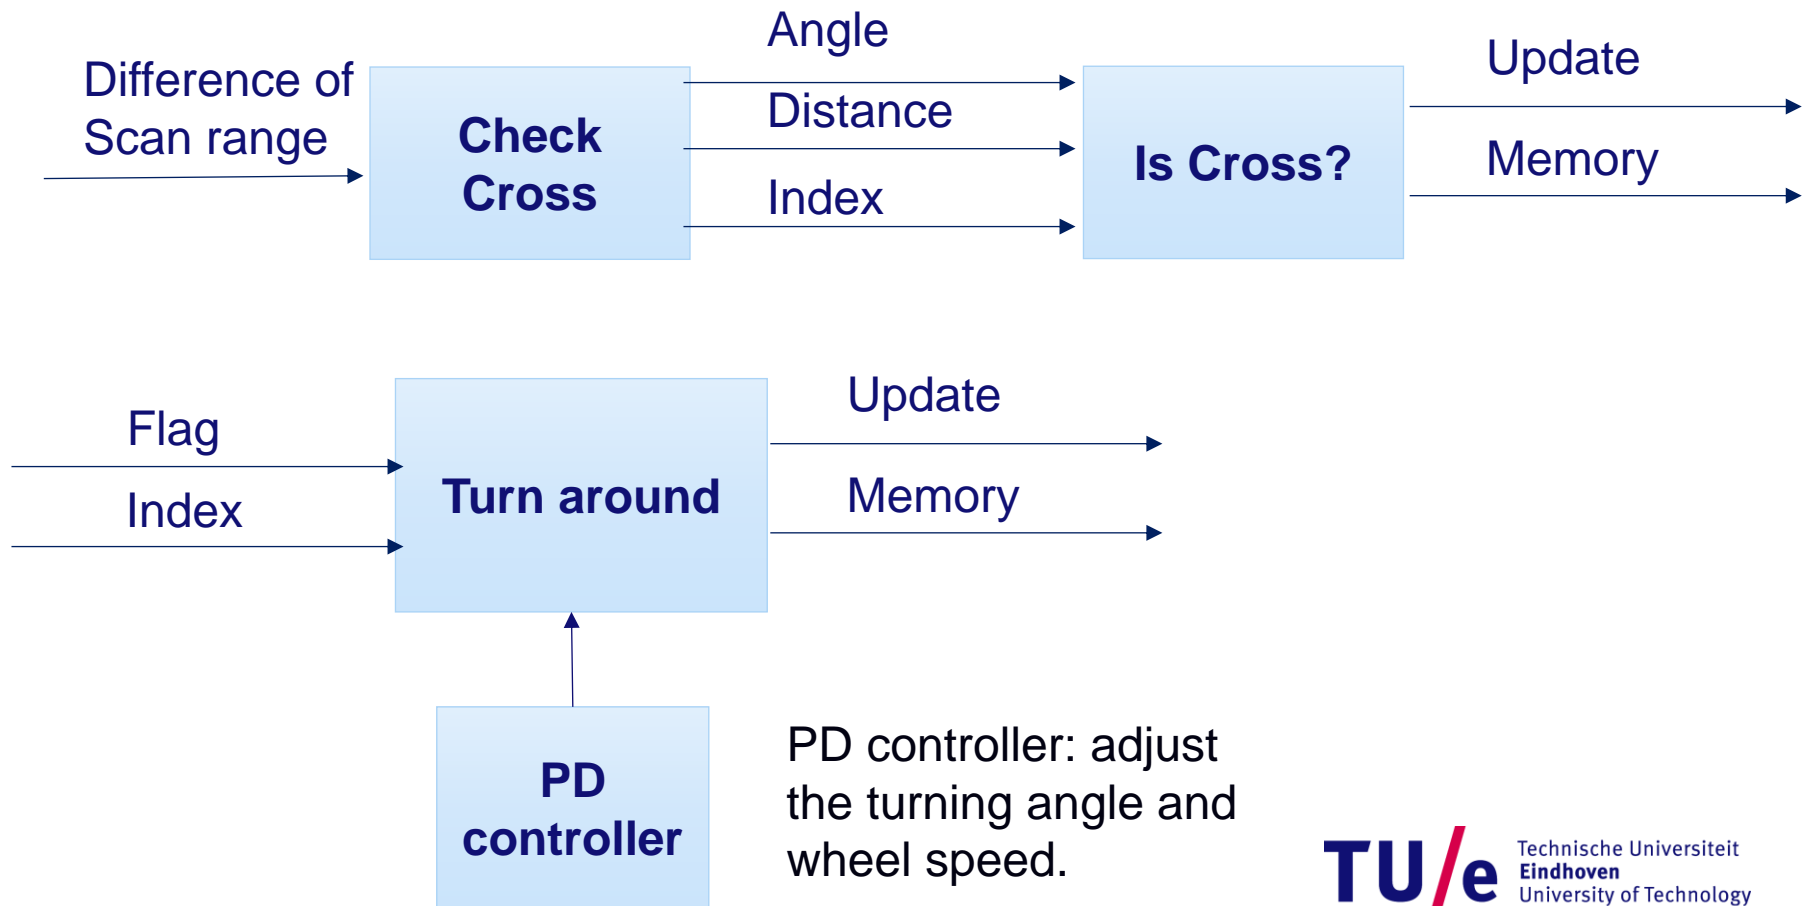 Difference of
Scan range
Check
Cross
Angle
Distance
Index
Is Cross?
Update
Memory
Flag
Index
Turn around
Update
Memory
PD
controller
PD controller: adjust
the turning angle and
wheel speed.
TU/e
Technische Universiteit
Eindhoven
University of Technology